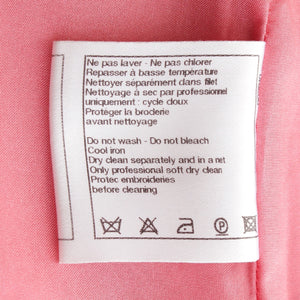 Ne pas laver - Ne pas chlorer
Repasser à basse température
Nettoyage séparément dans filet
Nettoyage à sec par professionnel
uniquement : cycle doux
Protéger la broderie
avant nettoyage
Do not wash - Do not bleach
Cool iron
Dry clean separately and in a net
Only professional soft dry clean
Protec embroideries
before cleaning
P